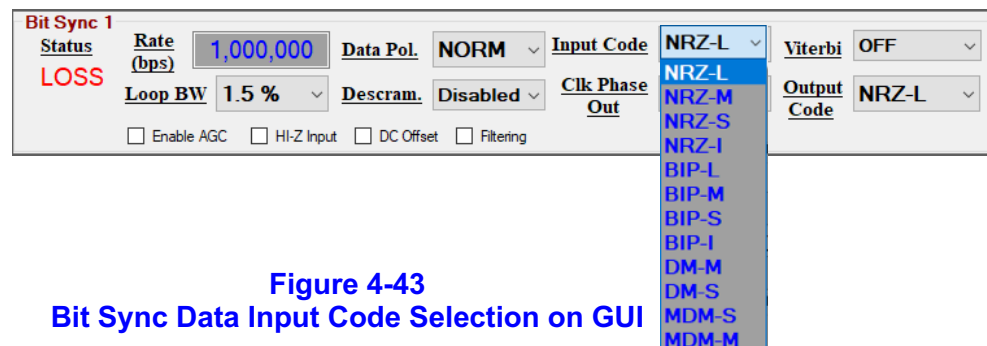 Bit Sync 1
Status
LOSS
Rate
(bps)
1,000,000
Data Pol.
NORM
Input Code
NRZ-L
Viterbi
OFF
Loop BW
1.5 %
Descram.
Disabled
Clk Phase
Out
Output
Code
NRZ-L
Enable AGC
HI-Z Input
DC Offset
Filtering
NRZ-L
NRZ-M
NRZ-S
NRZ-I
BIP-L
BIP-M
BIP-S
BIP-I
DM-M
DM-S
MDM-S
MDM-M
Figure 4-43
Bit Sync Data Input Code Selection on GUI